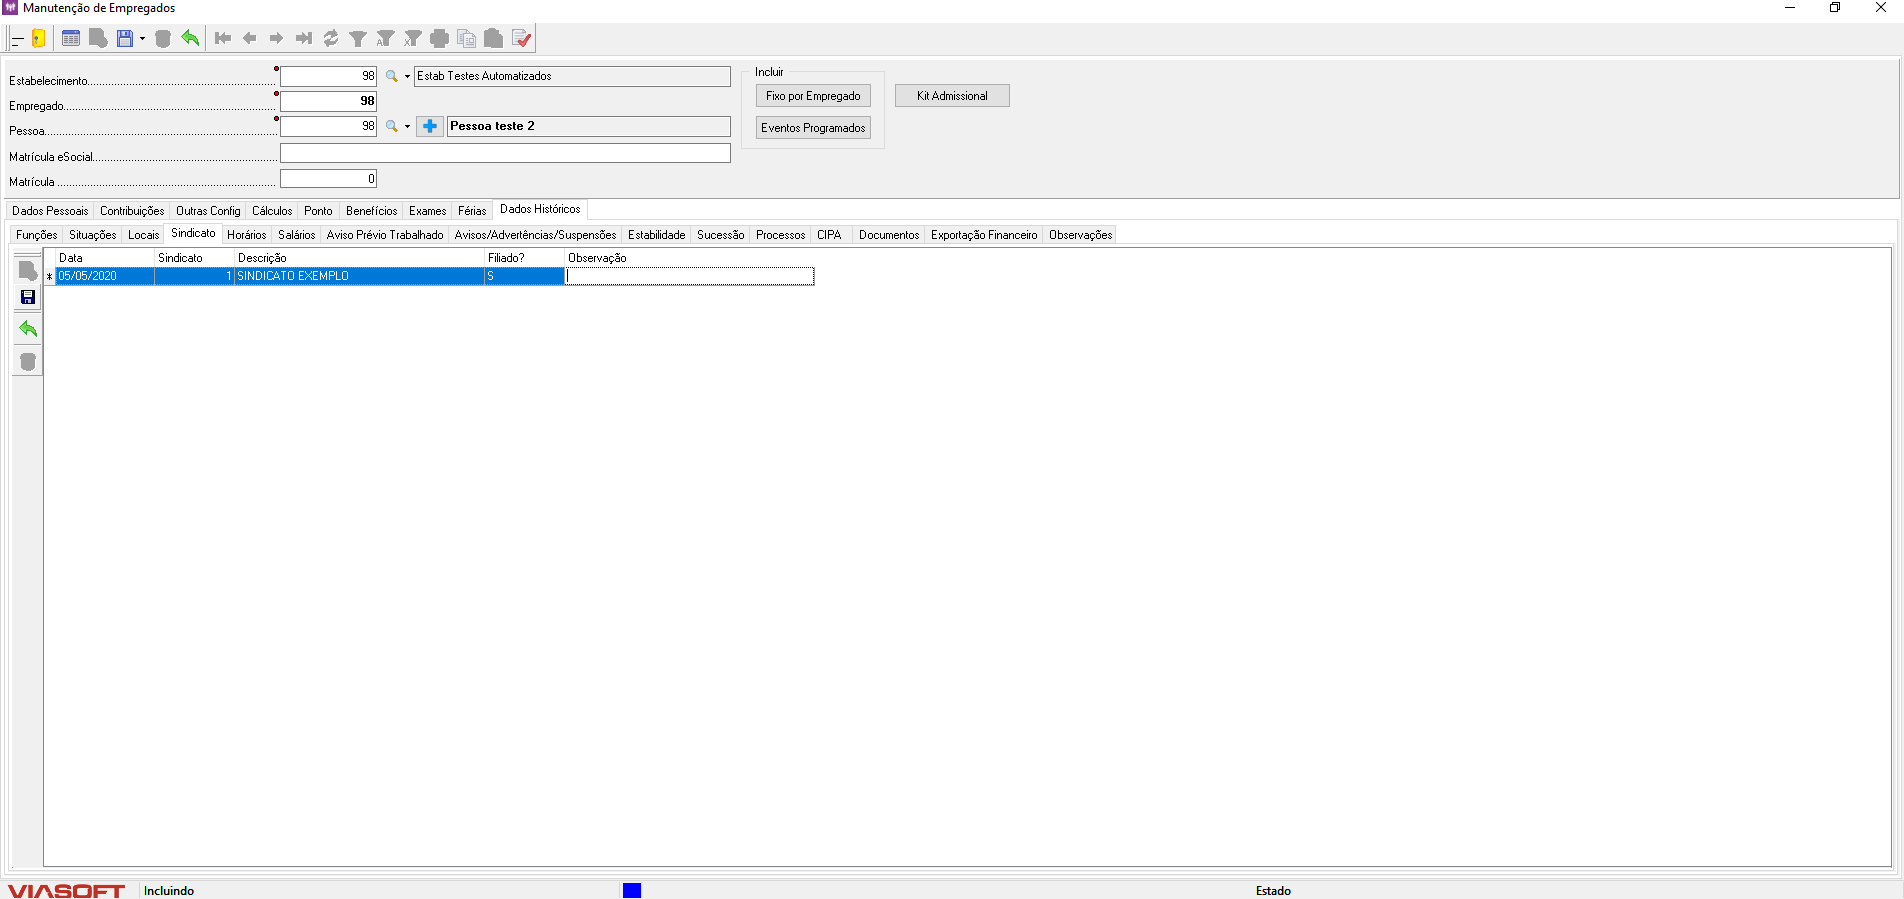 Manutenção de Empregados
Estabelecimento 98 Estab Testes Automatizados
Empregado 98
Pessoa 98 Pessoa teste 2
Matrícula eSocial
Matrícula 0
Incluir
Fixo por Empregado
Eventos Programados
Kit Admissional
Dados Pessoais Contribuições Outras Config Cálculos Ponto Benefícios Exames Férias Dados Históricos
Funções Situações Locais Sindicato Horários Salários Aviso Prévio Trabalhado Avisos/Advertências/Suspensões Estabilidade Sucessão Processos CIPA Documentos Exportação Financeiro Observações
Data Sindicato Descrição Filiado? Observação
* 05/05/2020 1 SINDICATO EXEMPLO S
VIASOFT Incluindo Estado